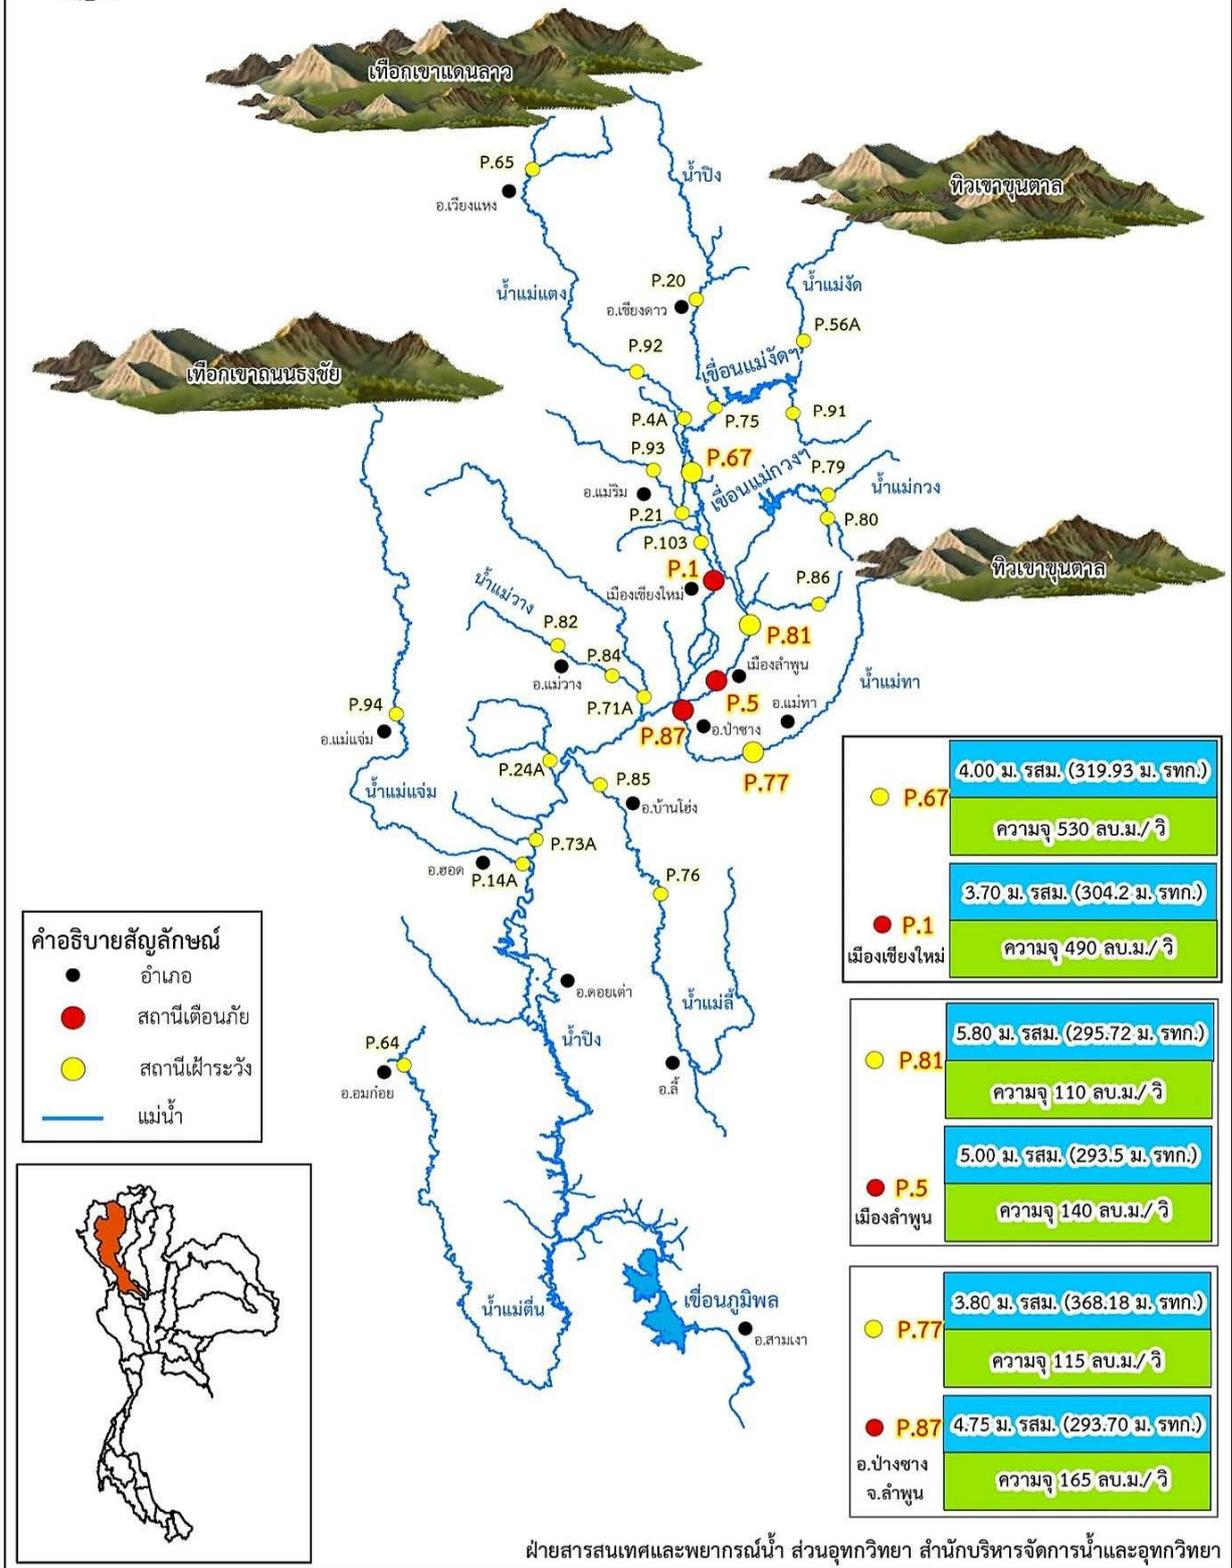 เทือกเขาแดนลาว
P.65
น้ำปิง
ทิวเขาขุนตาล
อ.เวียงแหง
P.20
น้ำแม่งัด
น้ำแม่แตง
อ.เชียงดาว
P.56A
P.92
เขื่อนแม่งัดฯ
เทือกเขาถนนธงชัย
P.4A
P.75
P.91
P.93
P.67
เขื่อนแม่กวงฯ
P.79
น้ำแม่กวง
อ.แม่ริม
P.21
P.80
P.103
P.1
ทิวเขาขุนตาล
น้ำแม่วาง
P.86
เมืองเชียงใหม่
P.82
P.81
P.84
เมืองลำพูน
อ.แม่วาง
น้ำแม่ทา
P.94
P.71A
P.5
อ.แม่ทา
อ.แม่แจ่ม
P.87
อ.ป่าซาง
P.24A
P.77
P.85
น้ำแม่แจ่ม
อ.บ้านโฮ่ง
P.73A
อ.ฮอด
P.14A
P.76
อ.ดอยเต่า
น้ำแม่ลี้
น้ำปิง
P.64
อ.ลี้
อ.อมก๋อย
น้ำแม่ตื่น
เขื่อนภูมิพล
อ.สามเงา
P.67
4.00 ม. รสม. (319.93 ม. รทก.)
ความจุ 530 ลบ.ม./ วิ
P.1
เมืองเชียงใหม่
3.70 ม. รสม. (304.2 ม. รทก.)
ความจุ 490 ลบ.ม./ วิ
P.81
5.80 ม. รสม. (295.72 ม. รทก.)
ความจุ 110 ลบ.ม./ วิ
P.5
เมืองลำพูน
5.00 ม. รสม. (293.5 ม. รทก.)
ความจุ 140 ลบ.ม./ วิ
P.77
3.80 ม. รสม. (368.18 ม. รทก.)
ความจุ 115 ลบ.ม./ วิ
P.87
อ.ป่างซาง
จ.ลำพูน
4.75 ม. รสม. (293.70 ม. รทก.)
ความจุ 165 ลบ.ม./ วิ
คำอธิบายสัญลักษณ์
อำเภอ
สถานีเตือนภัย
สถานีเฝ้าระวัง
แม่น้ำ
ฝ่ายสารสนเทศและพยากรณ์น้ำ ส่วนอุทกวิทยา สำนักบริหารจัดการน้ำและอุทกวิทยา